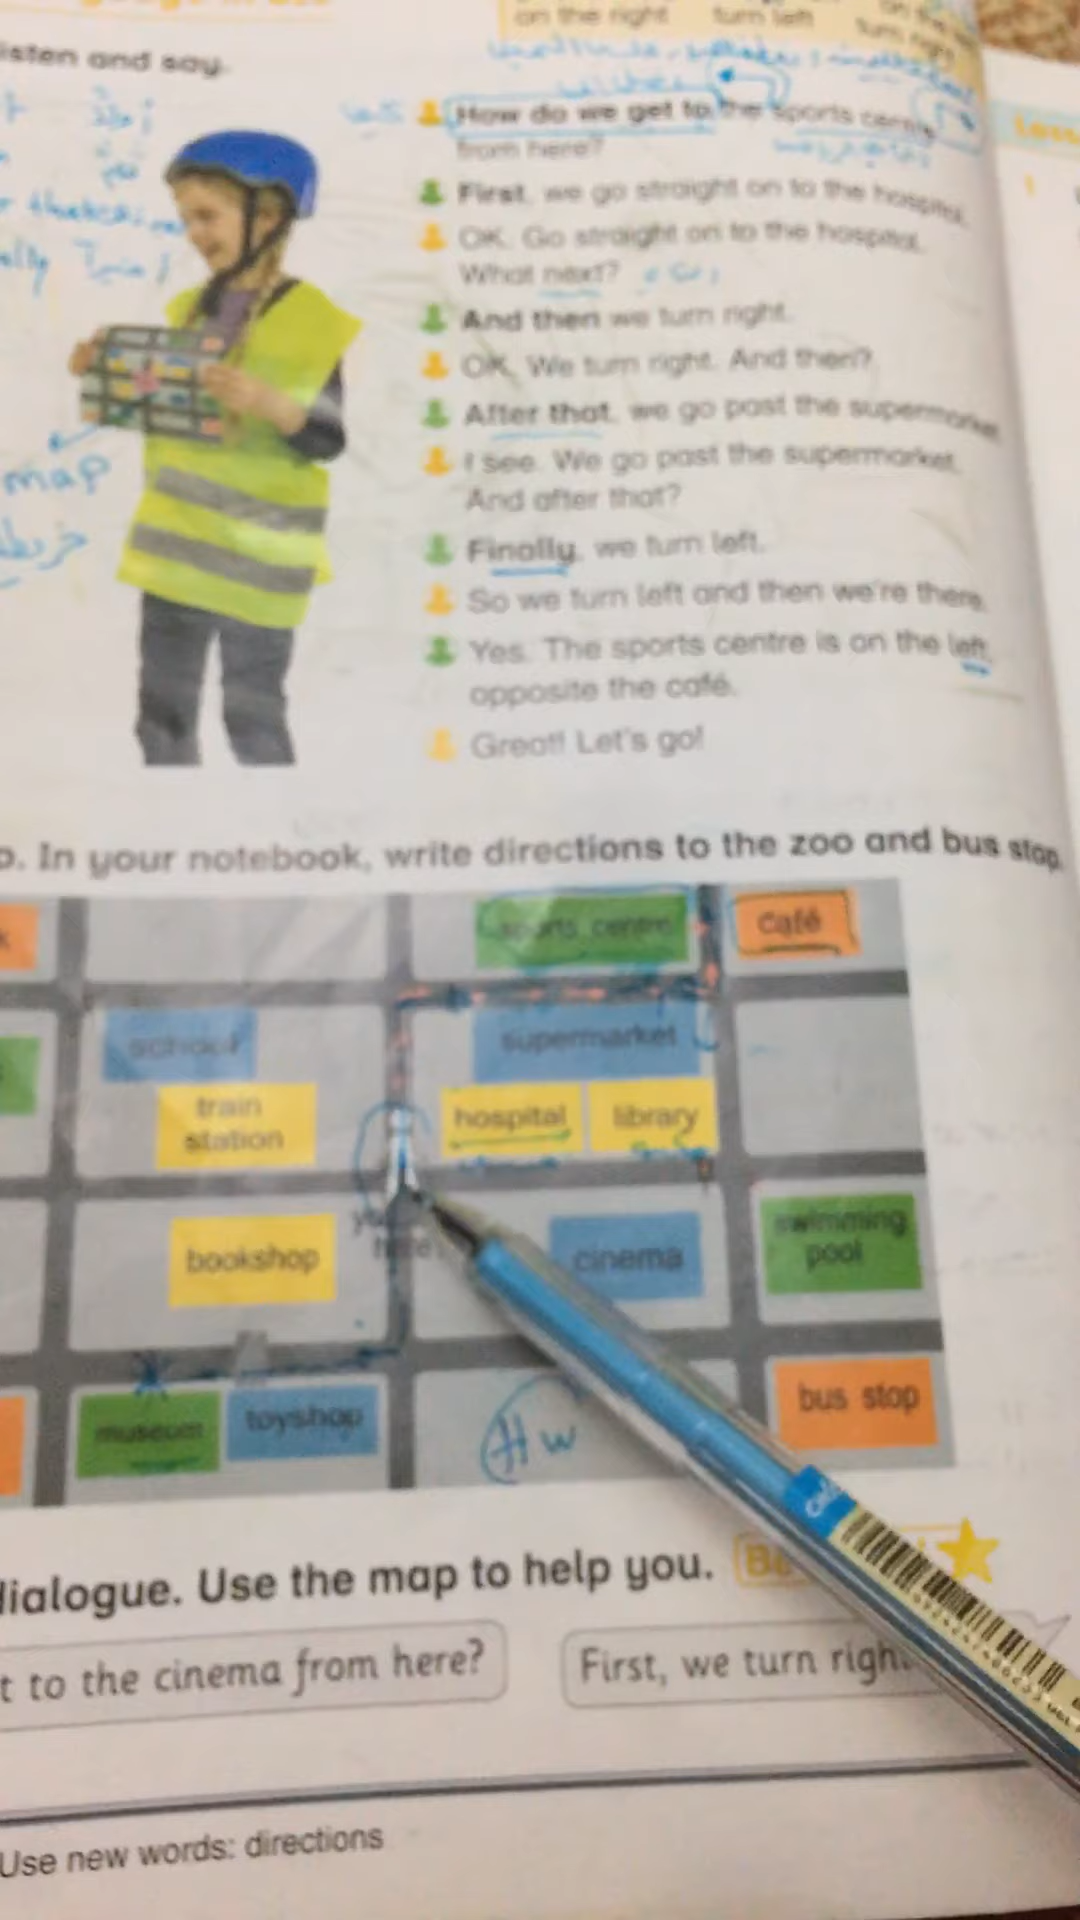 on the right turn left
turn right
isten and say.
How do we get to the sports centre
from here?
First, we go straight on to the hospital.
OK. Go straight on to the hospital.
What next?
And then we turn right.
OK. We turn right. And then?
After that, we go past the supermarket.
I see. We go past the supermarket.
And after that?
Finally, we turn left.
So we turn left and then we're there.
Yes. The sports centre is on the left,
opposite the café.
Great! Let's go!
map
o. In your notebook, write directions to the zoo and bus stop.
sports centre
café
school
supermarket
train
station
hospital
library
bookshop
here
cinema
swimming
pool
museum
toyshop
bus stop
HW
dialogue. Use the map to help you.
t to the cinema from here?
First, we turn right
Use new words: directions